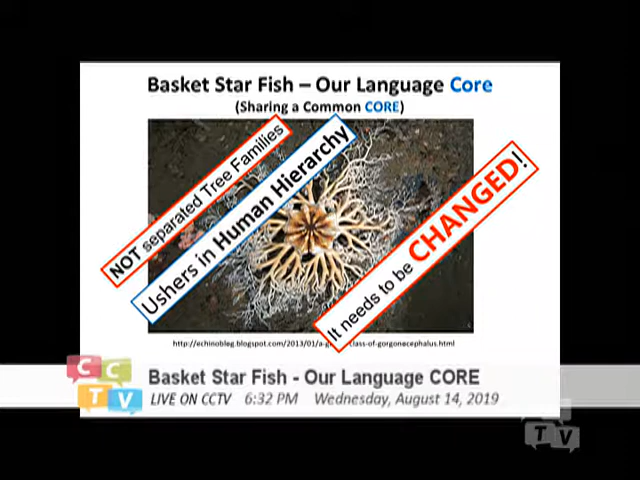 Basket Star Fish – Our Language Core
(Sharing a Common CORE)
NOT separated Tree Families
Ushers in Human Hierarchy
It needs to be CHANGED!
http://echinoblog.blogspot.com/2013/01/a-g class-of-gorgonocephalus.html
CCTV
Basket Star Fish - Our Language CORE
LIVE ON CCTV 6:32 PM Wednesday, August 14, 2019
TV